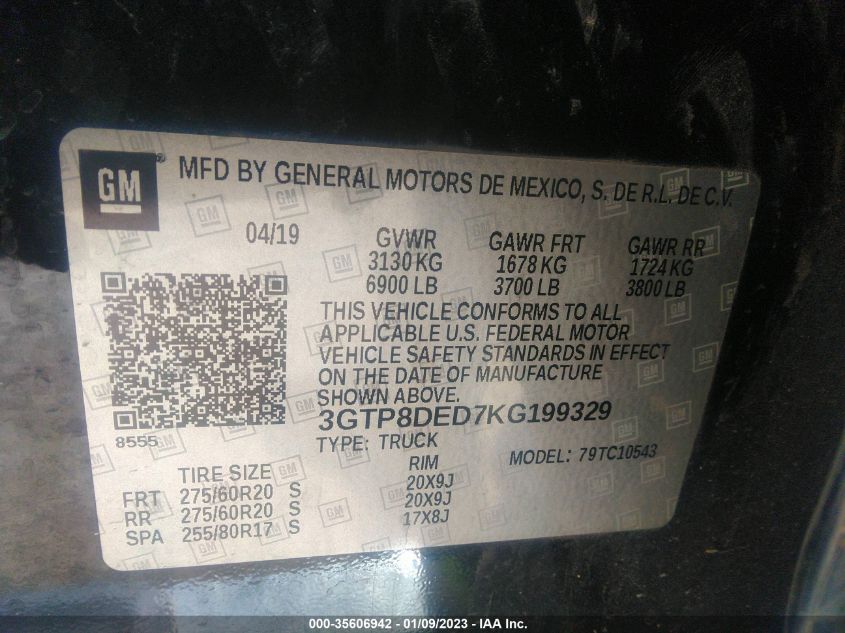 GM® MFD BY GENERAL MOTORS DE MEXICO, S. DE R.L. DE C.V.
04/19 GVWR GAWR FRT GAWR RR
3130 KG 1678 KG 1724 KG
6900 LB 3700 LB 3800 LB
THIS VEHICLE CONFORMS TO ALL
APPLICABLE U.S. FEDERAL MOTOR
VEHICLE SAFETY STANDARDS IN EFFECT
ON THE DATE OF MANUFACTURE
SHOWN ABOVE.
3GTP8DED7KG199329
8555 TYPE: TRUCK MODEL: 79TC10543
TIRE SIZE RIM
FRT 275/60R20 S 20X9J
RR 275/60R20 S 20X9J
SPA 255/80R17 S 17X8J
000-35606942 - 01/09/2023 - IAA Inc.